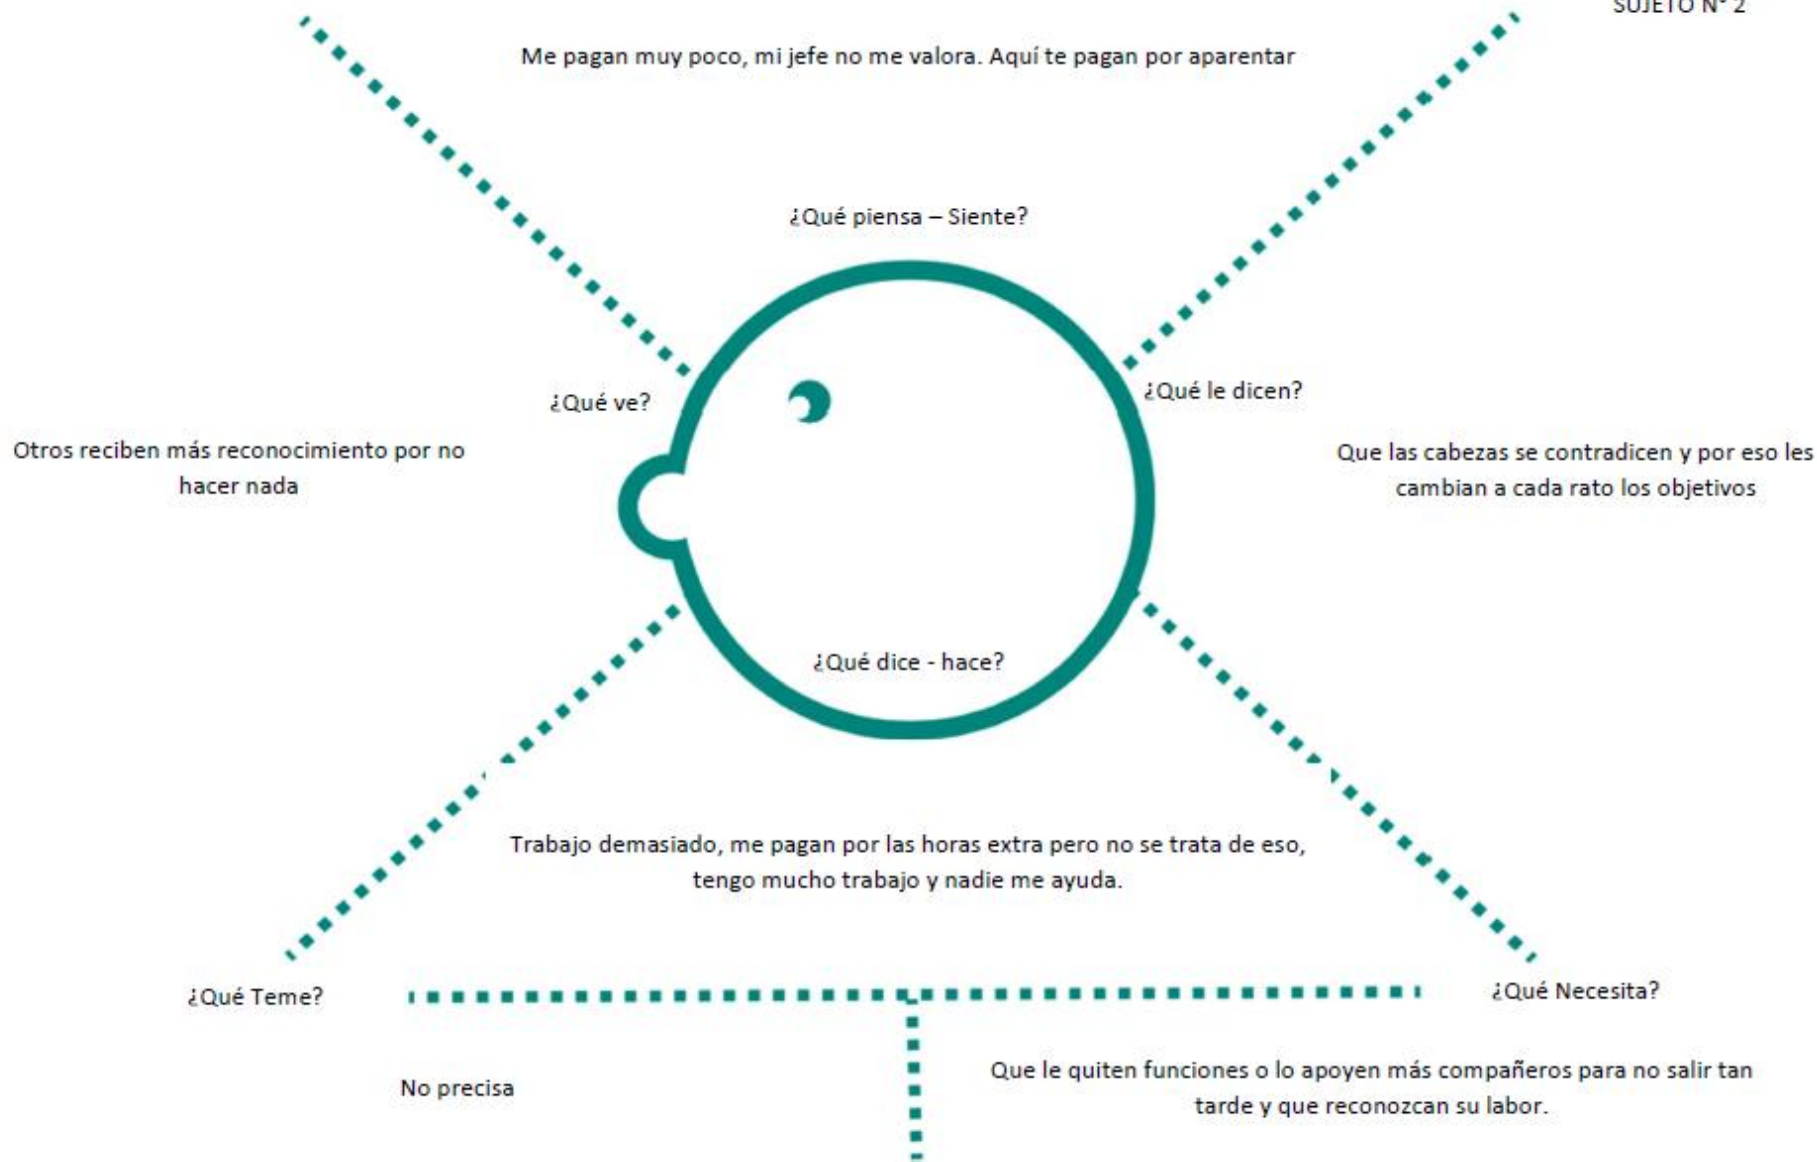 SUJETO N° 2
Me pagan muy poco, mi jefe no me valora. Aquí te pagan por aparentar
¿Qué piensa – Siente?
¿Qué ve?
¿Qué le dicen?
Otros reciben más reconocimiento por no
hacer nada
Que las cabezas se contradicen y por eso les
cambian a cada rato los objetivos
¿Qué dice - hace?
Trabajo demasiado, me pagan por las horas extra pero no se trata de eso,
tengo mucho trabajo y nadie me ayuda.
¿Qué Teme?
¿Qué Necesita?
No precisa
Que le quiten funciones o lo apoyen más compañeros para no salir tan
tarde y que reconozcan su labor.